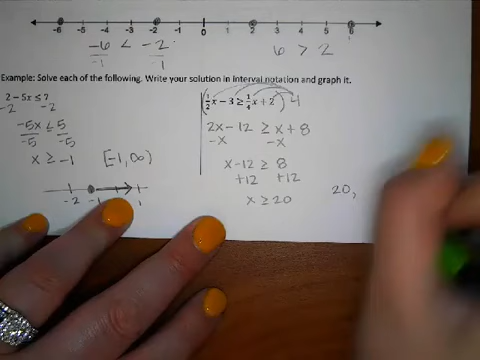 -6 -5 -4 -3 -2 -1 0 1 2 3 4 5 6
-6 < -2
-1 -1
6 > 2
Example: Solve each of the following. Write your solution in interval notation and graph it.
2 − 5x ≤ 7
-2 -2
-5x ≤ 5
-5 -5
x ≥ -1 [-1, ∞)
-2 -1 1
(1/2 x − 3 ≥ 1/4 x + 2) 4
2x − 12 ≥ x + 8
-x -x
x − 12 ≥ 8
+12 +12
x ≥ 20 20,